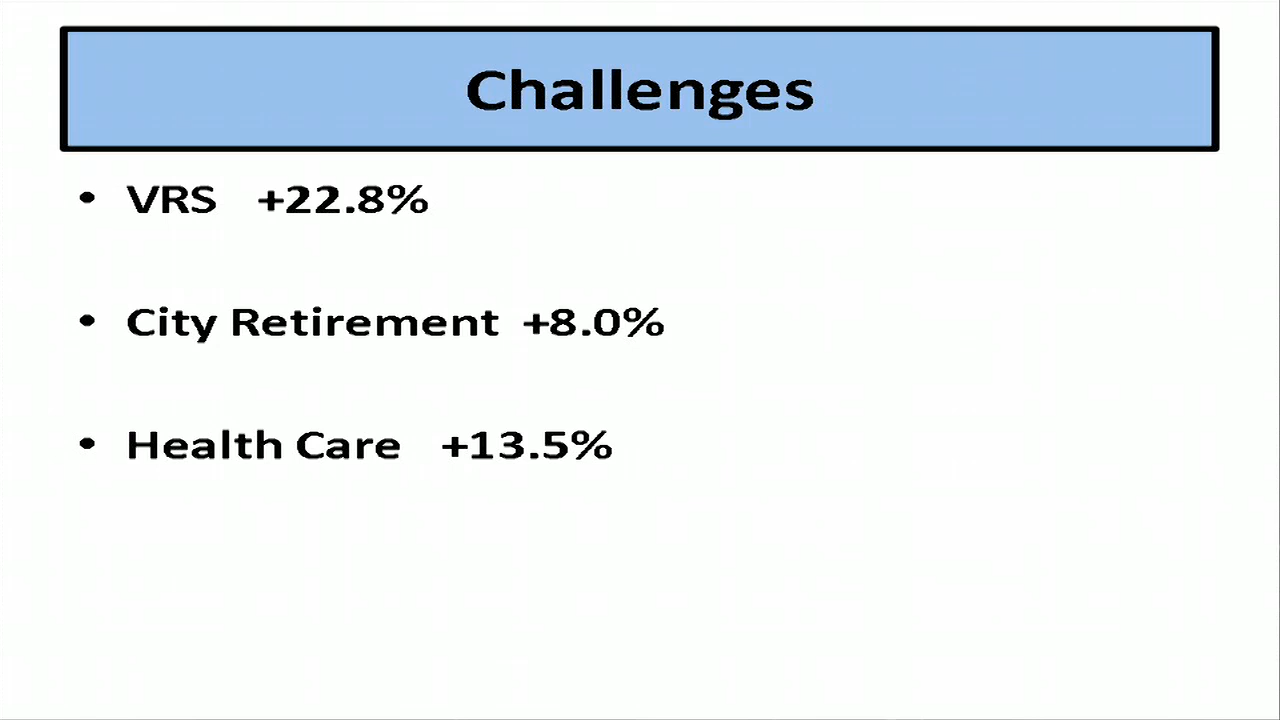 Challenges
• VRS +22.8%
• City Retirement +8.0%
• Health Care +13.5%